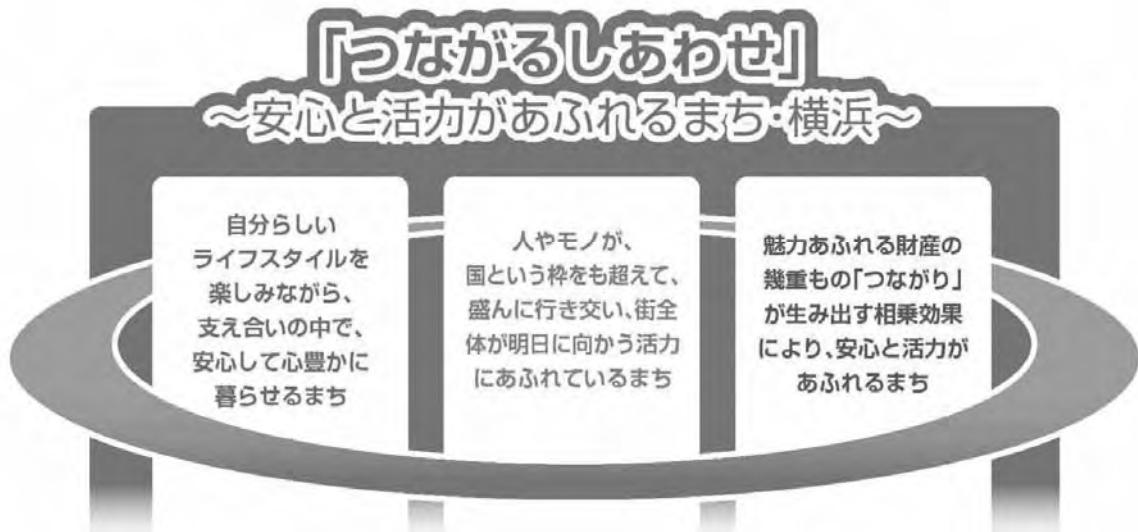 「つながるしあわせ」
～安心と活力があふれるまち・横浜～
自分らしい
ライフスタイルを
楽しみながら、
支え合いの中で、
安心して心豊かに
暮らせるまち
人やモノが、
国という枠をも超えて、
盛んに行き交い、街全
体が明日に向かう活力
にあふれているまち
魅力あふれる財産の
幾重もの「つながり」
が生み出す相乗効果
により、安心と活力が
あふれるまち